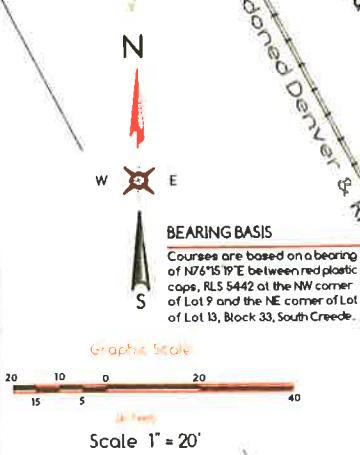 doned Denver &
N
W E
S
BEARING BASIS
Courses are based on a bearing
of N76°15'19"E between red plastic
caps, RLS 5442 at the NW corner
of Lot 9 and the NE corner of Lot
of Lot 13, Block 33, South Creede.
Graphic Scale
20 10 0 20
15 5 40
Scale 1" = 20'